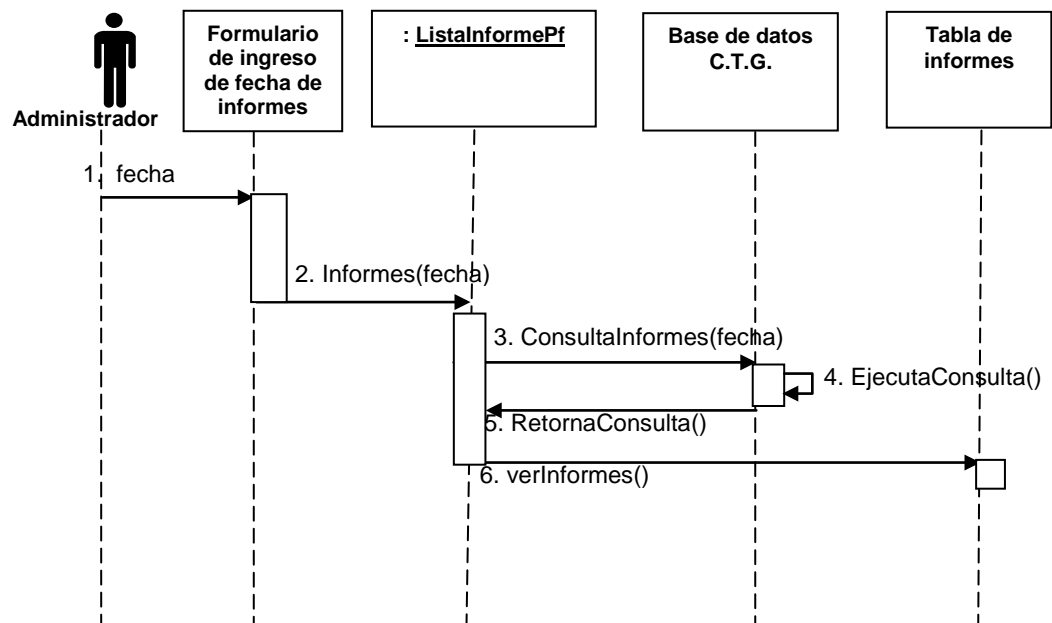 Formulario
de ingreso
de fecha de
informes
: ListaInformePf
Base de datos
C.T.G.
Tabla de
informes
Administrador
1. fecha
2. Informes(fecha)
3. ConsultaInformes(fecha)
4. EjecutaConsulta()
5. RetornaConsulta()
6. verInformes()